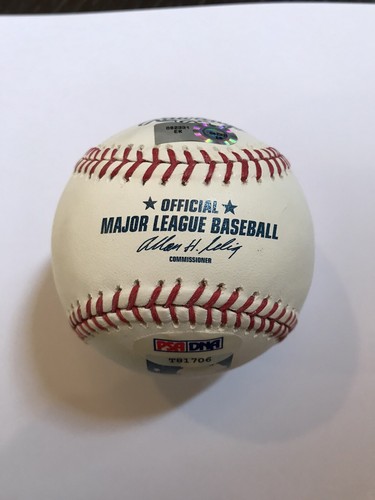 ★ OFFICIAL ★
MAJOR LEAGUE BASEBALL
Allan H. Selig
COMMISSIONER
PSA DNA
T81706